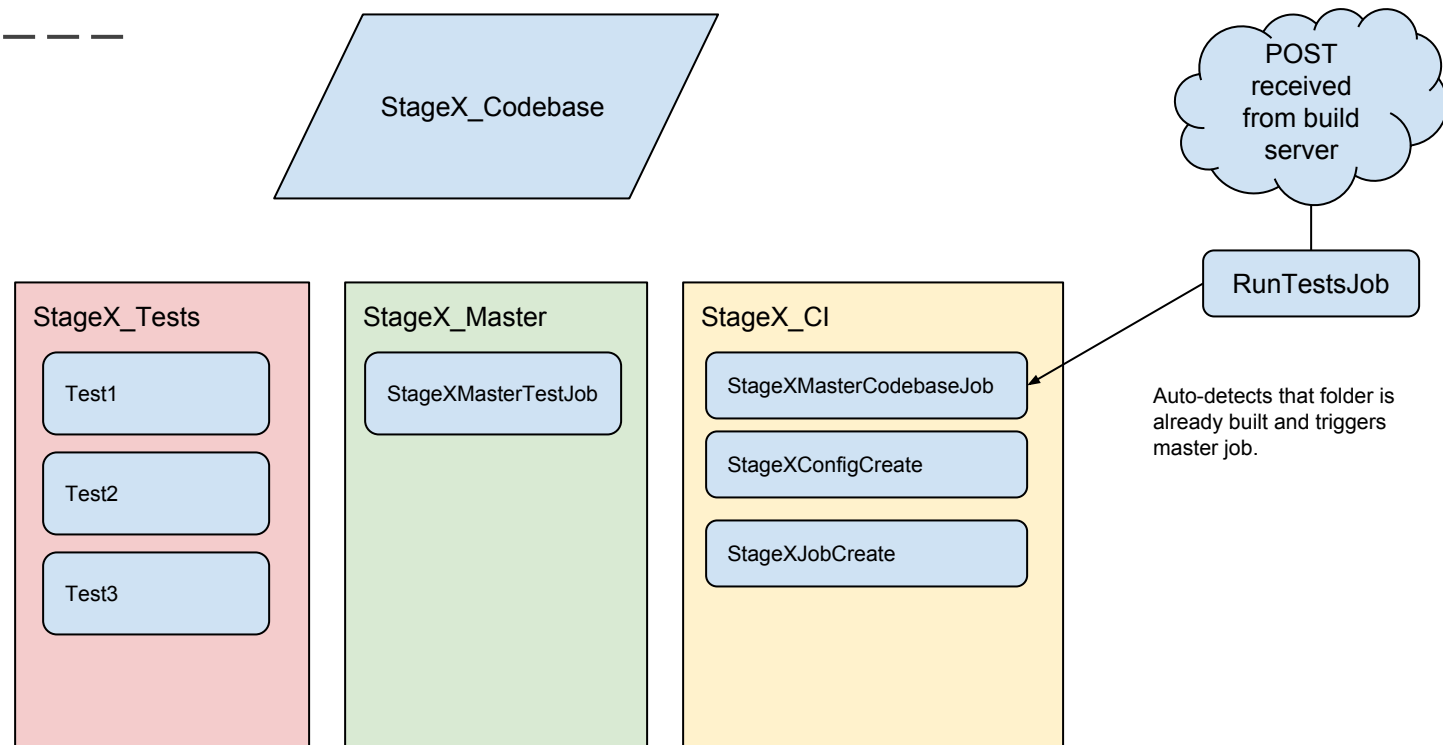 StageX_Codebase
POST
received
from build
server
RunTestsJob
StageX_Tests
Test1
Test2
Test3
StageX_Master
StageXMasterTestJob
StageX_CI
StageXMasterCodebaseJob
StageXConfigCreate
StageXJobCreate
Auto-detects that folder is
already built and triggers
master job.